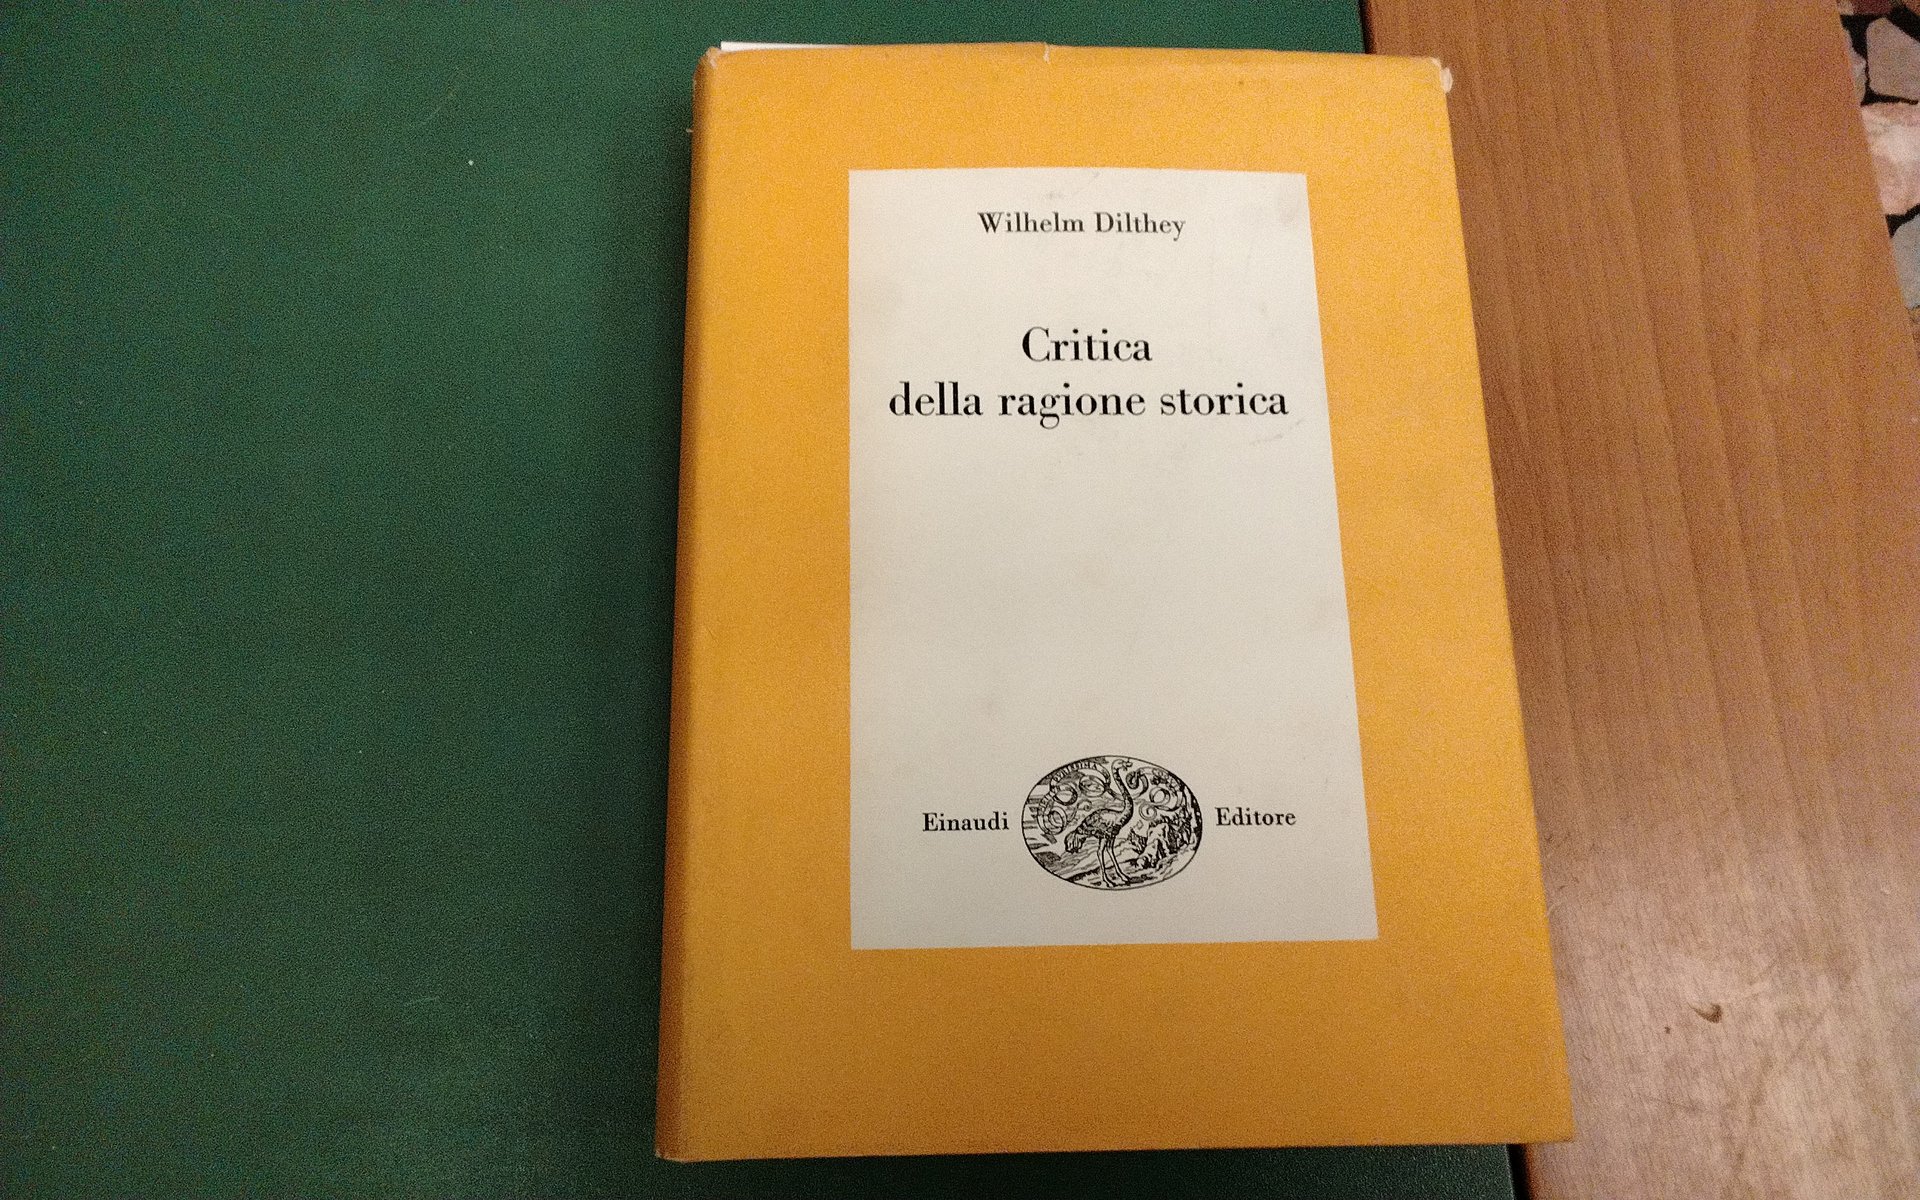 Wilhelm Dilthey
Critica
della ragione storica
Einaudi Editore